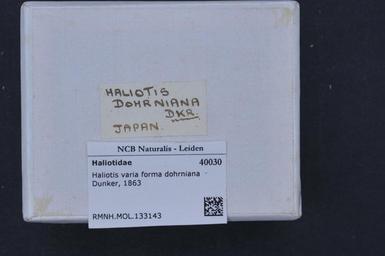 HALIOTIS
DOHRNIANA
DKR.
JAPAN.
NCB Naturalis - Leiden
Haliotidae 40030
Haliotis varia forma dohrniana
Dunker, 1863
RMNH.MOL.133143